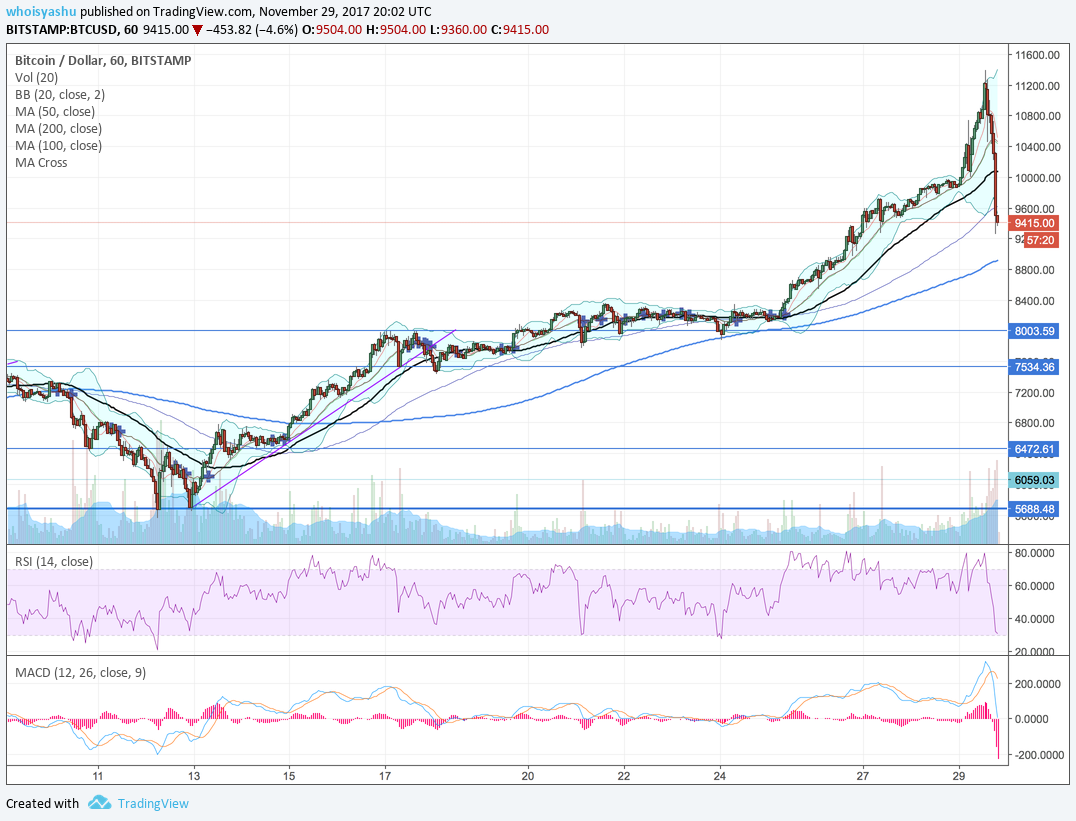 whoisyashu published on TradingView.com, November 29, 2017 20:02 UTC
BITSTAMP:BTCUSD, 60 9415.00 ▼ −453.82 (−4.6%) O:9504.00 H:9504.00 L:9360.00 C:9415.00
Bitcoin / Dollar, 60, BITSTAMP
Vol (20)
BB (20, close, 2)
MA (50, close)
MA (200, close)
MA (100, close)
MA Cross
11600.00
11200.00
10800.00
10400.00
10000.00
9600.00
9415.00
57:20
8800.00
8400.00
8003.59
7534.36
7200.00
6800.00
6472.61
6059.03
5688.48
RSI (14, close)
80.0000
60.0000
40.0000
20.0000
MACD (12, 26, close, 9)
200.0000
0.0000
-200.0000
11 13 15 17 20 22 24 27 29
Created with TradingView